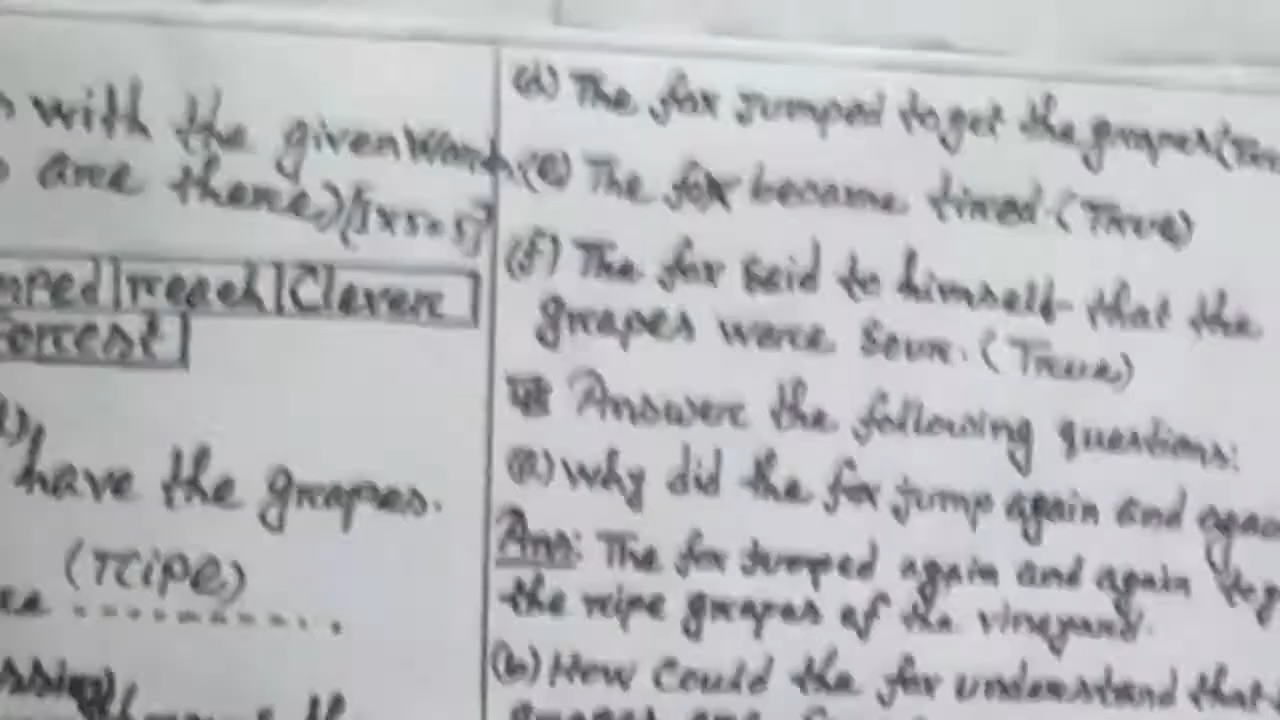 with the given
are there) [1x5=5]
reach | Clever
Forest
have the grapes.
(ripe)
(d) The fox jumped to get the grapes (
(e) The fox became tired. (True)
(f) The fox said to himself that the
grapes were sour. (True)
Answer the following questions:
(a) Why did the fox jump again and
Ans: The fox jumped again and again
the ripe grapes of the vineyard.
(b) How could the fox understand that
grapes are